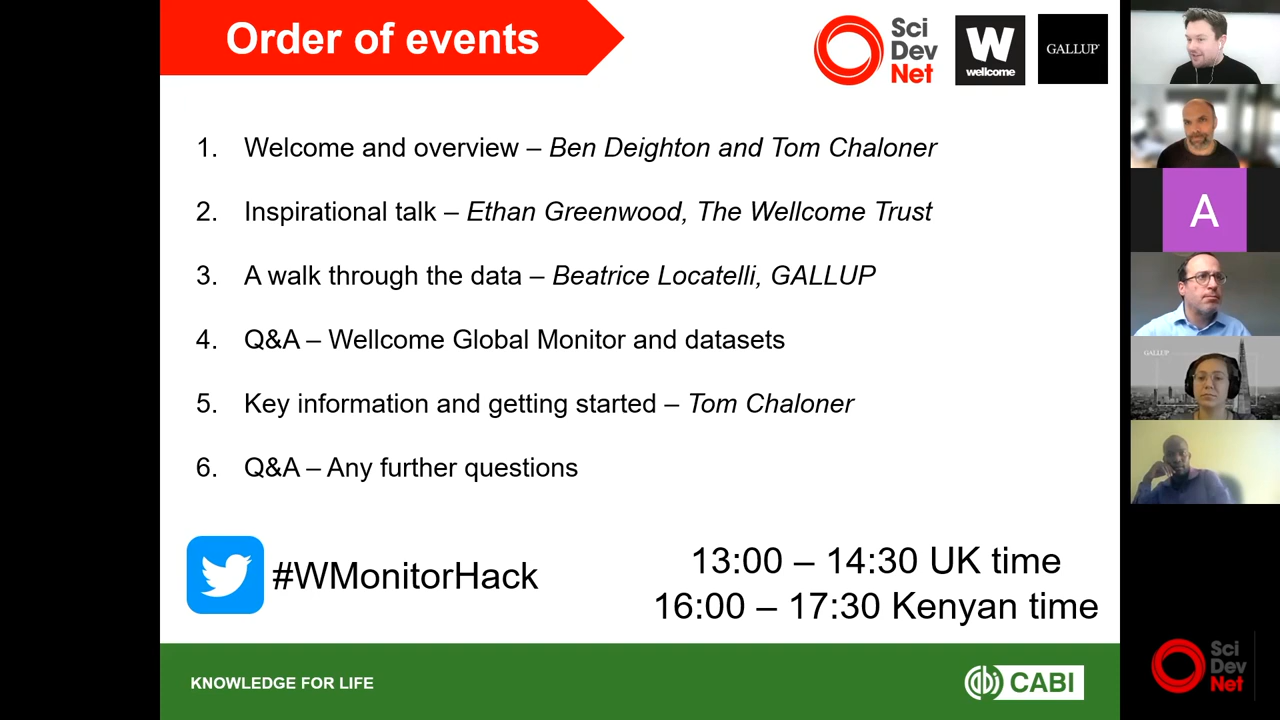 Order of events
Sci
Dev
Net
W
wellcome
GALLUP
1. Welcome and overview – Ben Deighton and Tom Chaloner
2. Inspirational talk – Ethan Greenwood, The Wellcome Trust
3. A walk through the data – Beatrice Locatelli, GALLUP
4. Q&A – Wellcome Global Monitor and datasets
5. Key information and getting started – Tom Chaloner
6. Q&A – Any further questions
#WMonitorHack
13:00 – 14:30 UK time
16:00 – 17:30 Kenyan time
KNOWLEDGE FOR LIFE
CABI
A
GALLUP
Sci
Dev
Net